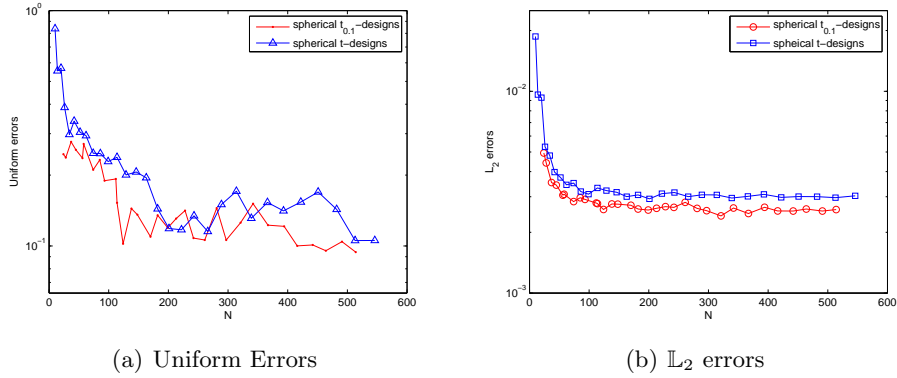 10^0
10^-1
Uniform errors
0 100 200 300 400 500 600
N
spherical t_0.1-designs
spherical t-designs
(a) Uniform Errors
10^-2
10^-3
L_2 errors
0 100 200 300 400 500 600
N
spherical t_0.1-designs
spheical t-designs
(b) 𝕃_2 errors